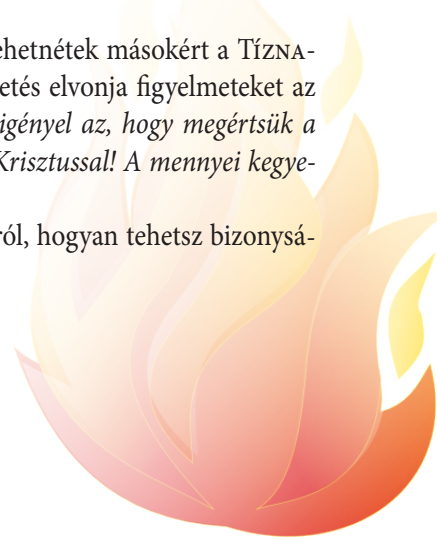 ehetnétek másokért a TÍZNA-
etés elvonja figyelmeteket az
igényel az, hogy megértsük a
Krisztussal! A mennyei kegye-
ról, hogyan tehetsz bizonysá-